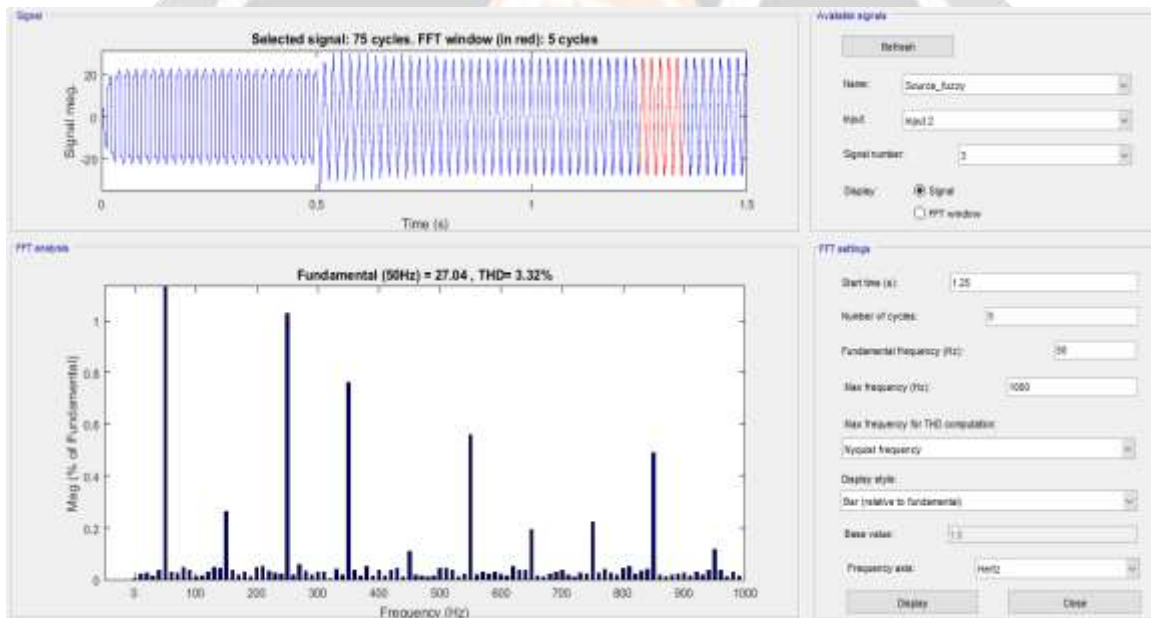 Signal
Selected signal: 75 cycles. FFT window (in red): 5 cycles
Signal mag.
20
0
-20
0
0.5
1
1.5
Time (s)
Available signals
Refresh
Name:
Source_fuzzy
Input:
input 2
Signal number:
3
Display:
Signal
FFT window
FFT analysis
Fundamental (50Hz) = 27.04 , THD= 3.32%
Mag (% of Fundamental)
1
0.8
0.6
0.4
0.2
0
0
100
200
300
400
500
600
700
800
900
1000
Frequency (Hz)
FFT settings
Start time (s):
1.25
Number of cycles:
5
Fundamental frequency (Hz):
50
Max frequency (Hz):
1000
Max frequency for THD computation:
Nyquist frequency
Display style:
Bar (relative to fundamental)
Base value:
1.0
Frequency axis:
Hertz
Display
Close